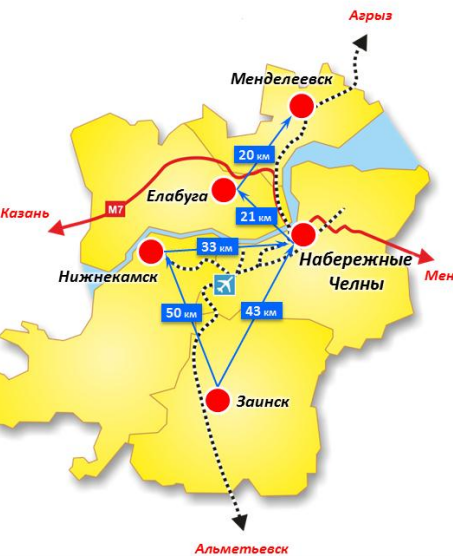 Агрыз
Менделеевск
20 км
Елабуга
М7
Казань
21 км
33 км
Набережные
Челны
Нижнекамск
Мен
50 км
43 км
Заинск
Альметьевск